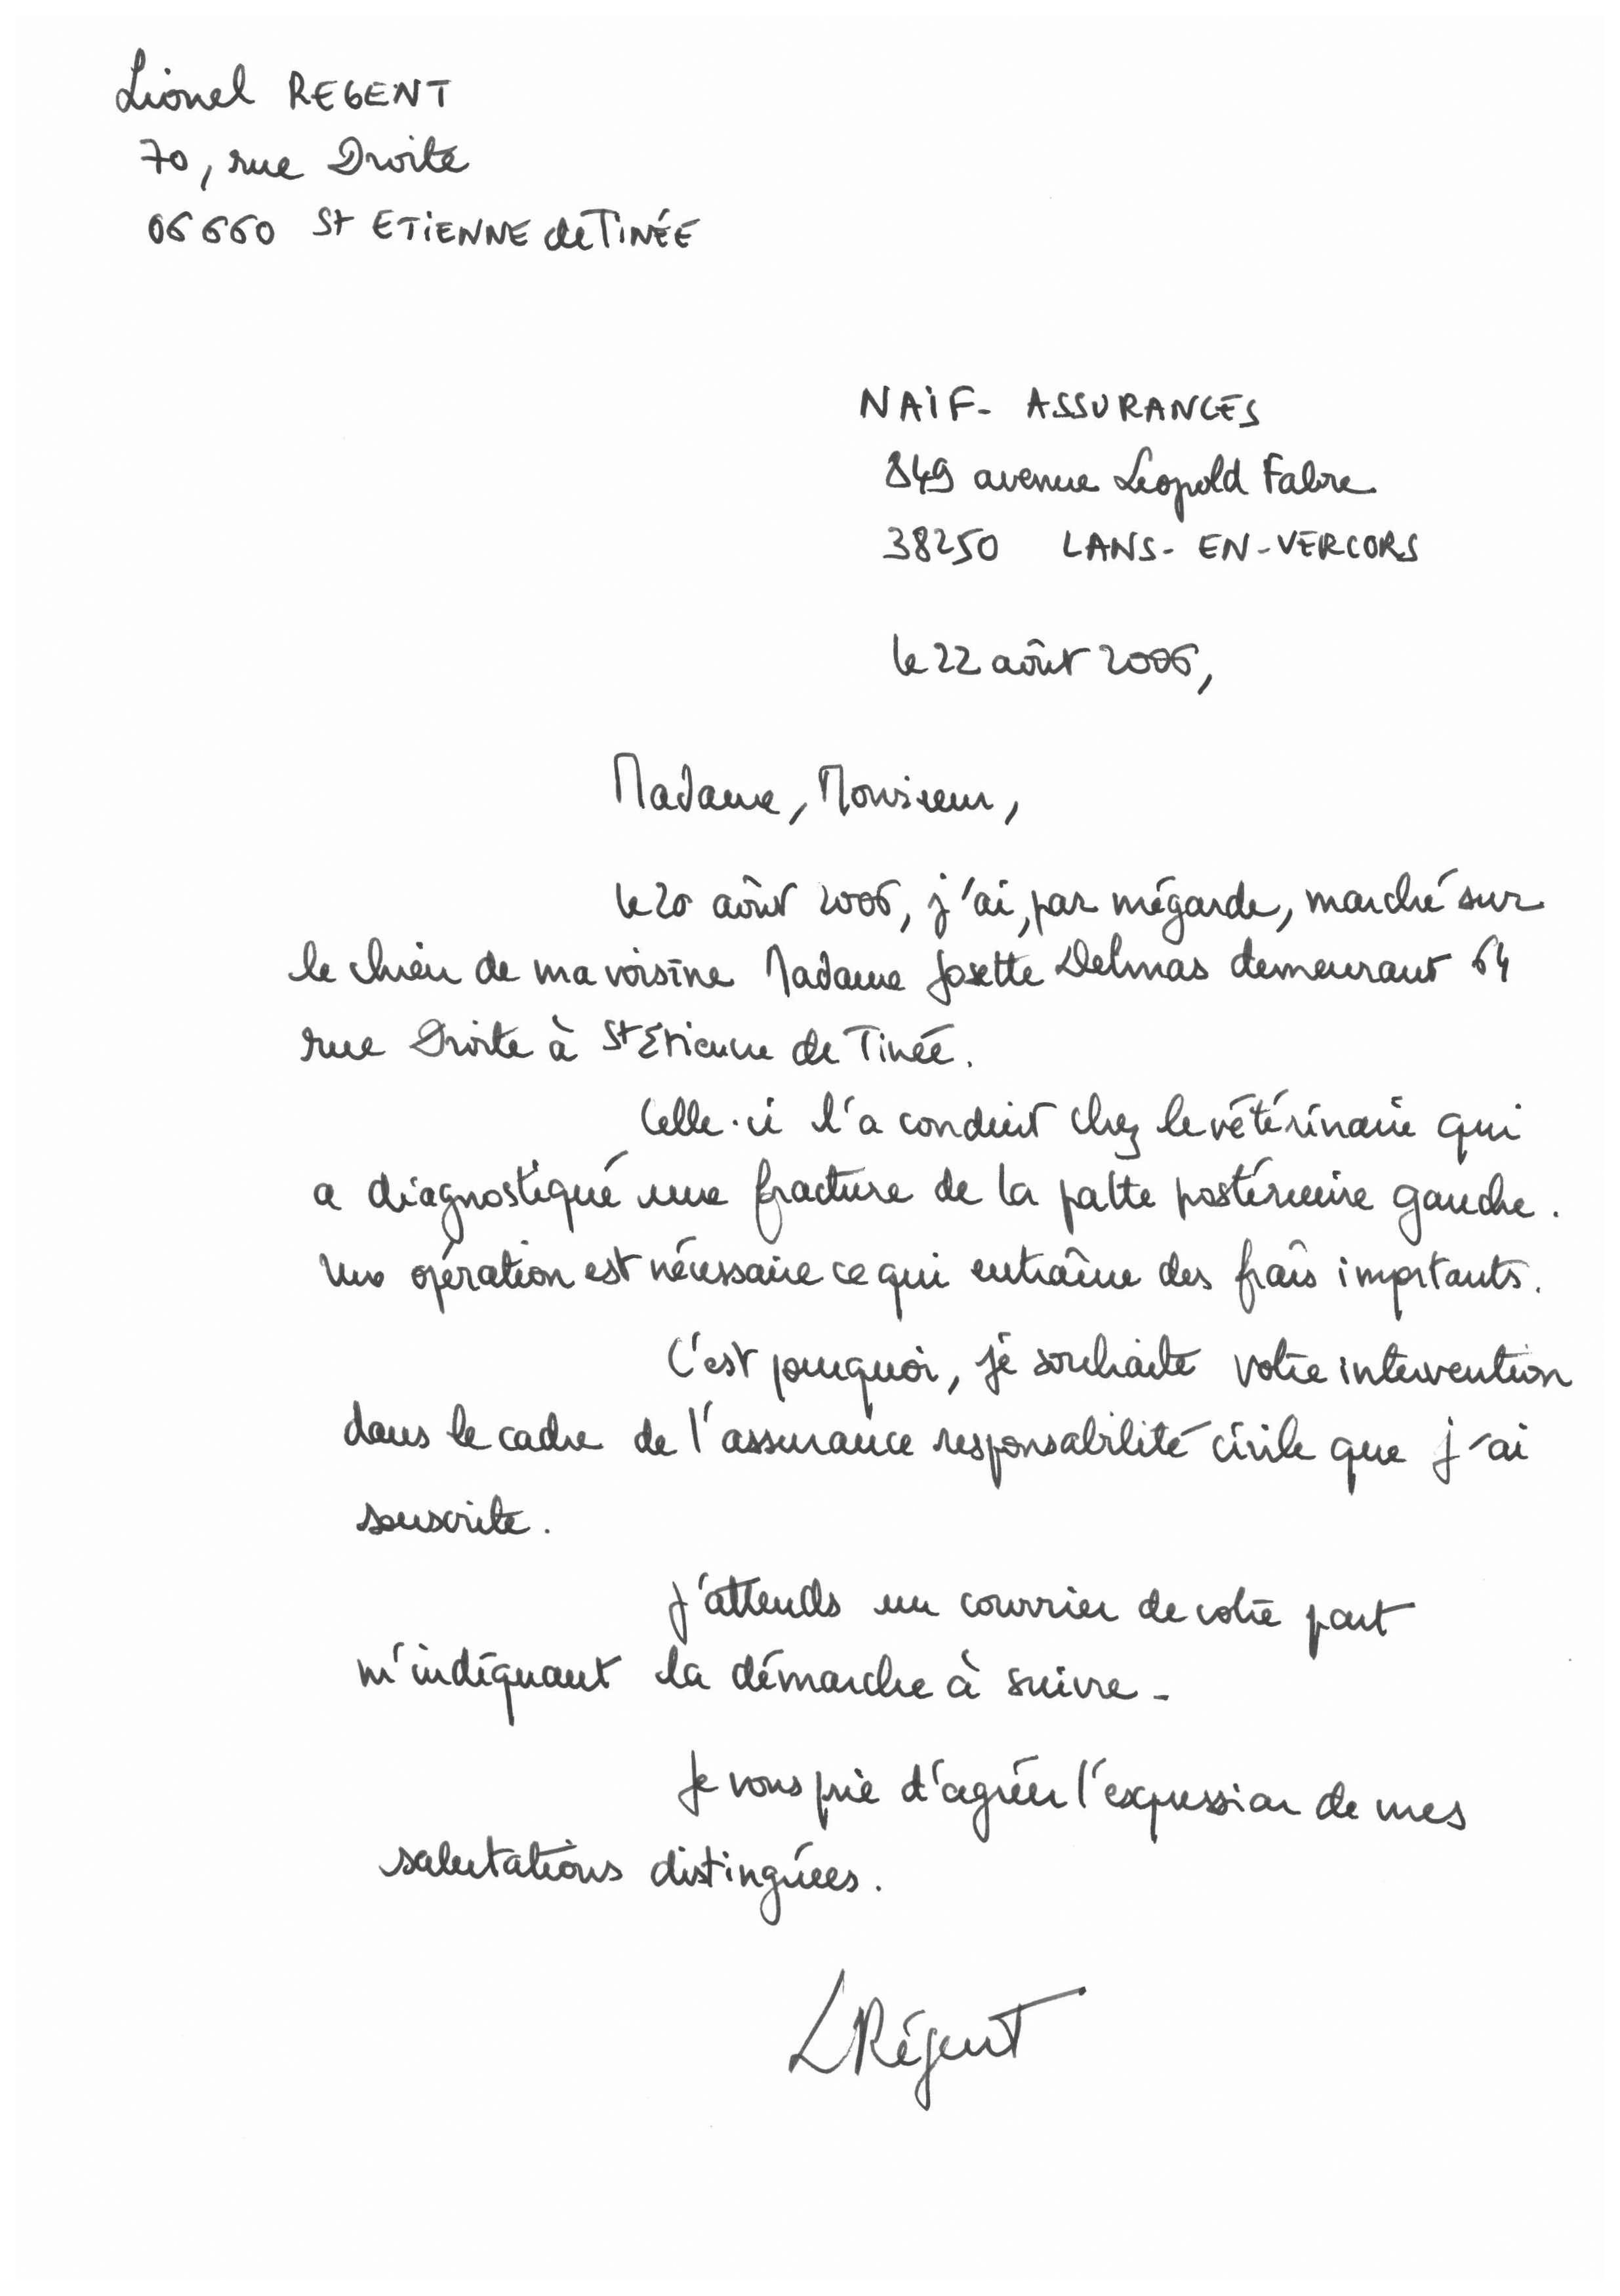 Lionel REGENT
70, rue Droite
06660 St ETIENNE de TINÉE
NAIF- ASSURANCES
849 avenue Léopold Fabre
38250 LANS-EN-VERCORS
le 22 août 2006,
Madame, Monsieur,
le 20 août 2006, j'ai, par mégarde, marché sur
le chien de ma voisine Madame Josette Delmas demeurant 64
rue Droite à St Etienne de Tinée.
Celle-ci l'a conduit chez le vétérinaire qui
a diagnostiqué une fracture de la patte postérieure gauche.
Une opération est nécessaire ce qui entraîne des frais importants.
C'est pourquoi, je souhaite votre intervention
dans le cadre de l'assurance responsabilité civile que j'ai
souscrite.
J'attends un courrier de votre part
m'indiquant la démarche à suivre-
Je vous prie d'agréer l'expression de mes
salutations distinguées.
LRégent